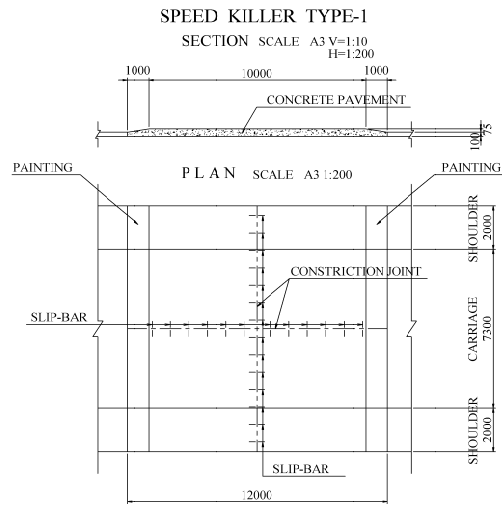 SPEED KILLER TYPE-1
SECTION SCALE A3 V=1:10
H=1:200
1000 10000 1000
CONCRETE PAVEMENT
75
100
PLAN SCALE A3 1:200
PAINTING PAINTING
SHOULDER
2000
CONSTRICTION JOINT
SLIP-BAR
CARRIAGE
7300
SHOULDER
2000
SLIP-BAR
12000